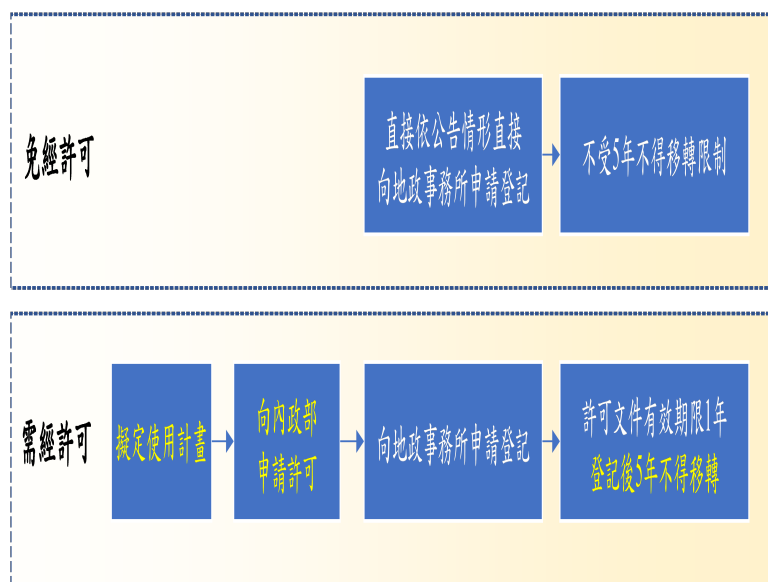 免經許可
直接依公告情形直接
向地政事務所申請登記
不受5年不得移轉限制
需經許可
擬定使用計畫
向內政部
申請許可
向地政事務所申請登記
許可文件有效期限1年
登記後5年不得移轉